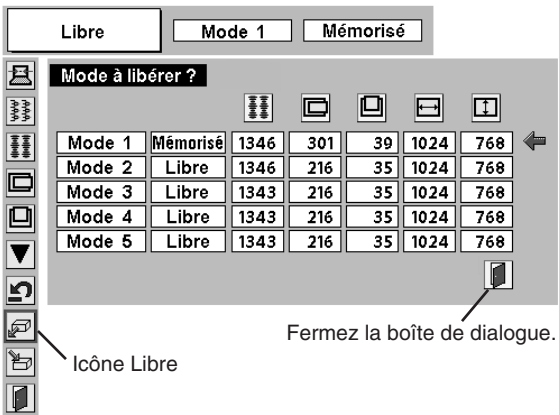 Libre Mode 1 Mémorisé
Mode à libérer ?
Mode 1 Mémorisé 1346 301 39 1024 768
Mode 2 Libre 1346 216 35 1024 768
Mode 3 Libre 1343 216 35 1024 768
Mode 4 Libre 1343 216 35 1024 768
Mode 5 Libre 1343 216 35 1024 768
Fermez la boîte de dialogue.
Icône Libre